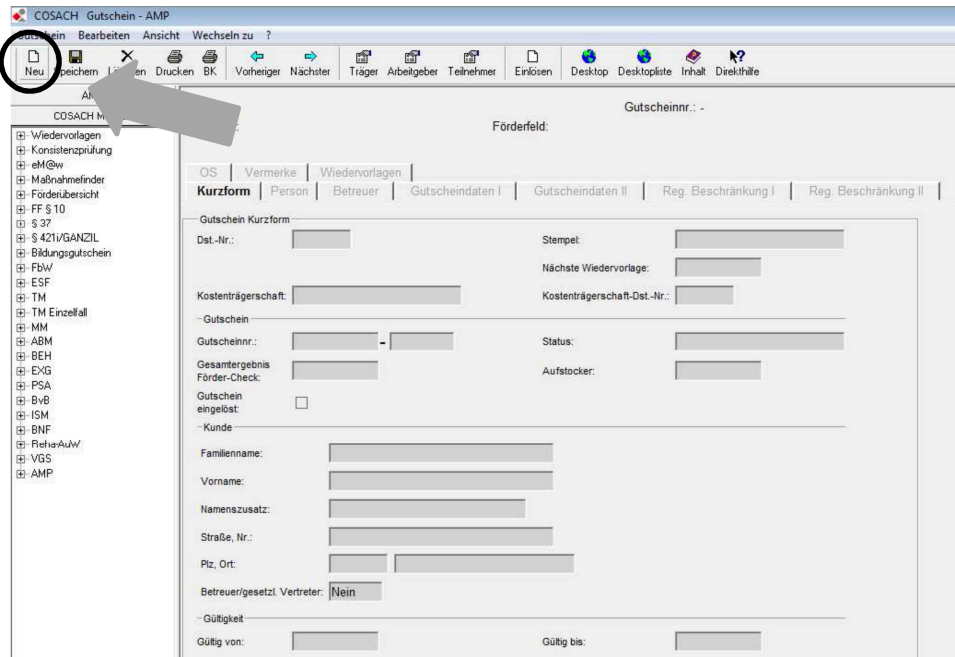 COSACH Gutschein - AMP
Gutschein Bearbeiten Ansicht Wechseln zu ?
Neu Speichern Löschen Drucken BK Vorheriger Nächster Träger Arbeitgeber Teilnehmer Einlösen Desktop Desktopliste Inhalt Direkthilfe
COSACH M
Gutscheinnr.: -
Förderfeld:
Wiedervorlagen
Konsistenzprüfung
eM@w
Maßnahmefinder
Förderübersicht
FF § 10
§ 37
§ 421i/GANZIL
Bildungsgutschein
FbW
ESF
TM
TM Einzelfall
MM
ABM
BEH
EXG
PSA
BvB
ISM
BNF
Reha-AuW
VGS
AMP
OS Vermerke Wiedervorlagen
Kurzform Person Betreuer Gutscheindaten I Gutscheindaten II Reg. Beschränkung I Reg. Beschränkung II
Gutschein Kurzform
Dst.-Nr.: Stempel:
Nächste Wiedervorlage:
Kostenträgerschaft: Kostenträgerschaft-Dst.-Nr.:
Gutschein
Gutscheinnr.: - Status:
Gesamtergebnis
Förder-Check: Aufstocker:
Gutschein
eingelöst:
Kunde
Familienname:
Vorname:
Namenszusatz:
Straße, Nr.:
Plz, Ort:
Betreuer/gesetzl. Vertreter: Nein
Gültigkeit
Gültig von: Gültig bis: